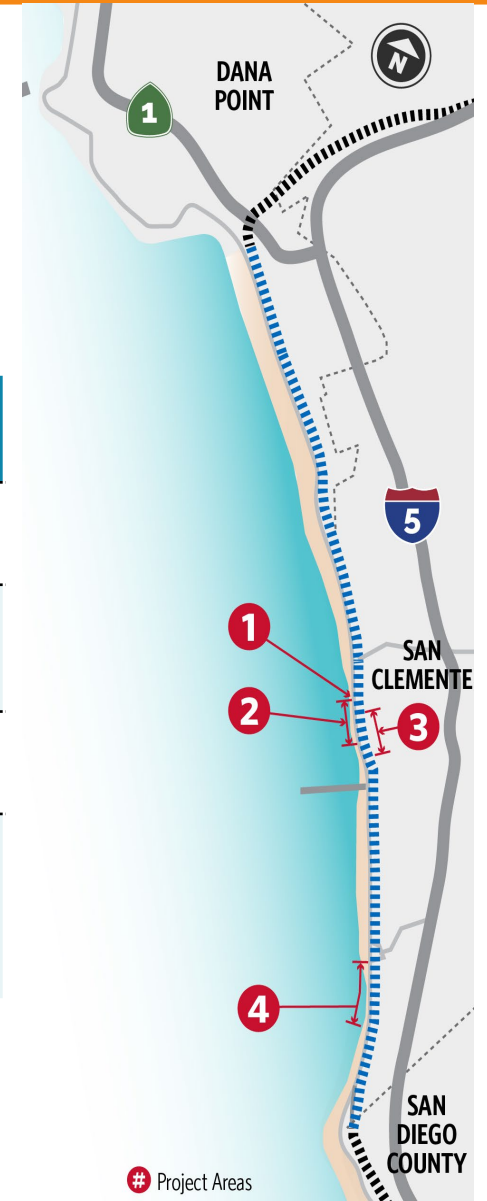 DANA
POINT
N
1
5
1
SAN
CLEMENTE
2
3
4
SAN
DIEGO
COUNTY
# Project Areas